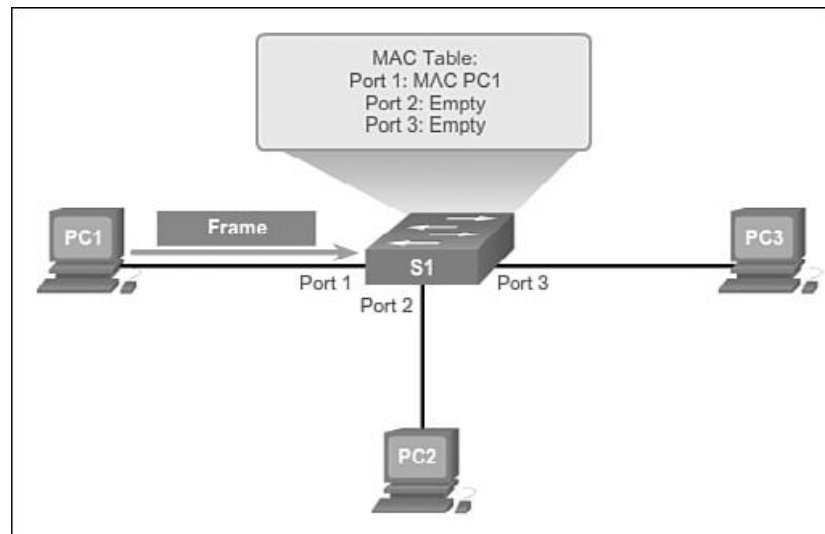 MAC Table:
Port 1: MAC PC1
Port 2: Empty
Port 3: Empty
PC1
Frame
S1
PC3
Port 1
Port 3
Port 2
PC2